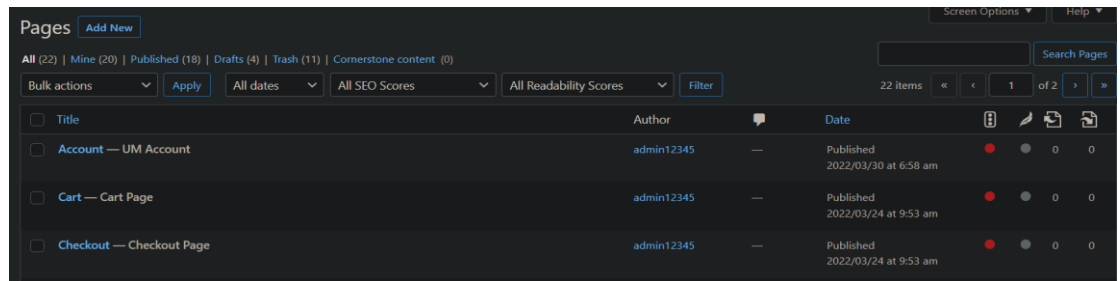 Screen Options ▼ Help ▼
Pages Add New
All (22) | Mine (20) | Published (18) | Drafts (4) | Trash (11) | Cornerstone content (0)
Search Pages
Bulk actions Apply All dates All SEO Scores All Readability Scores Filter 22 items « ‹ 1 of 2 › »
Title Author Date
Account — UM Account admin12345 — Published 0 0
2022/03/30 at 6:58 am
Cart — Cart Page admin12345 — Published 0 0
2022/03/24 at 9:53 am
Checkout — Checkout Page admin12345 — Published 0 0
2022/03/24 at 9:53 am